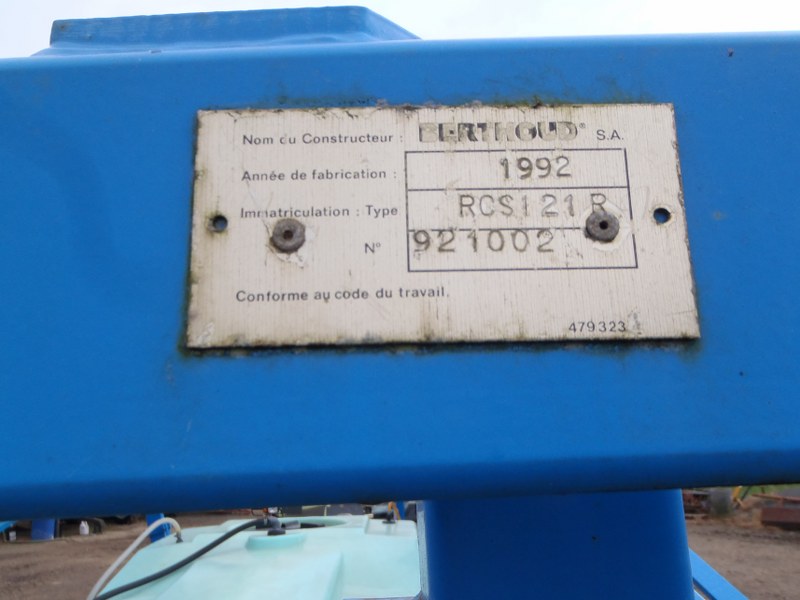 Nom du Constructeur : BERTHOUD® S.A.
Année de fabrication : 1992
Immatriculation : Type RCS121 R
N° 921002
Conforme au code du travail.
479323